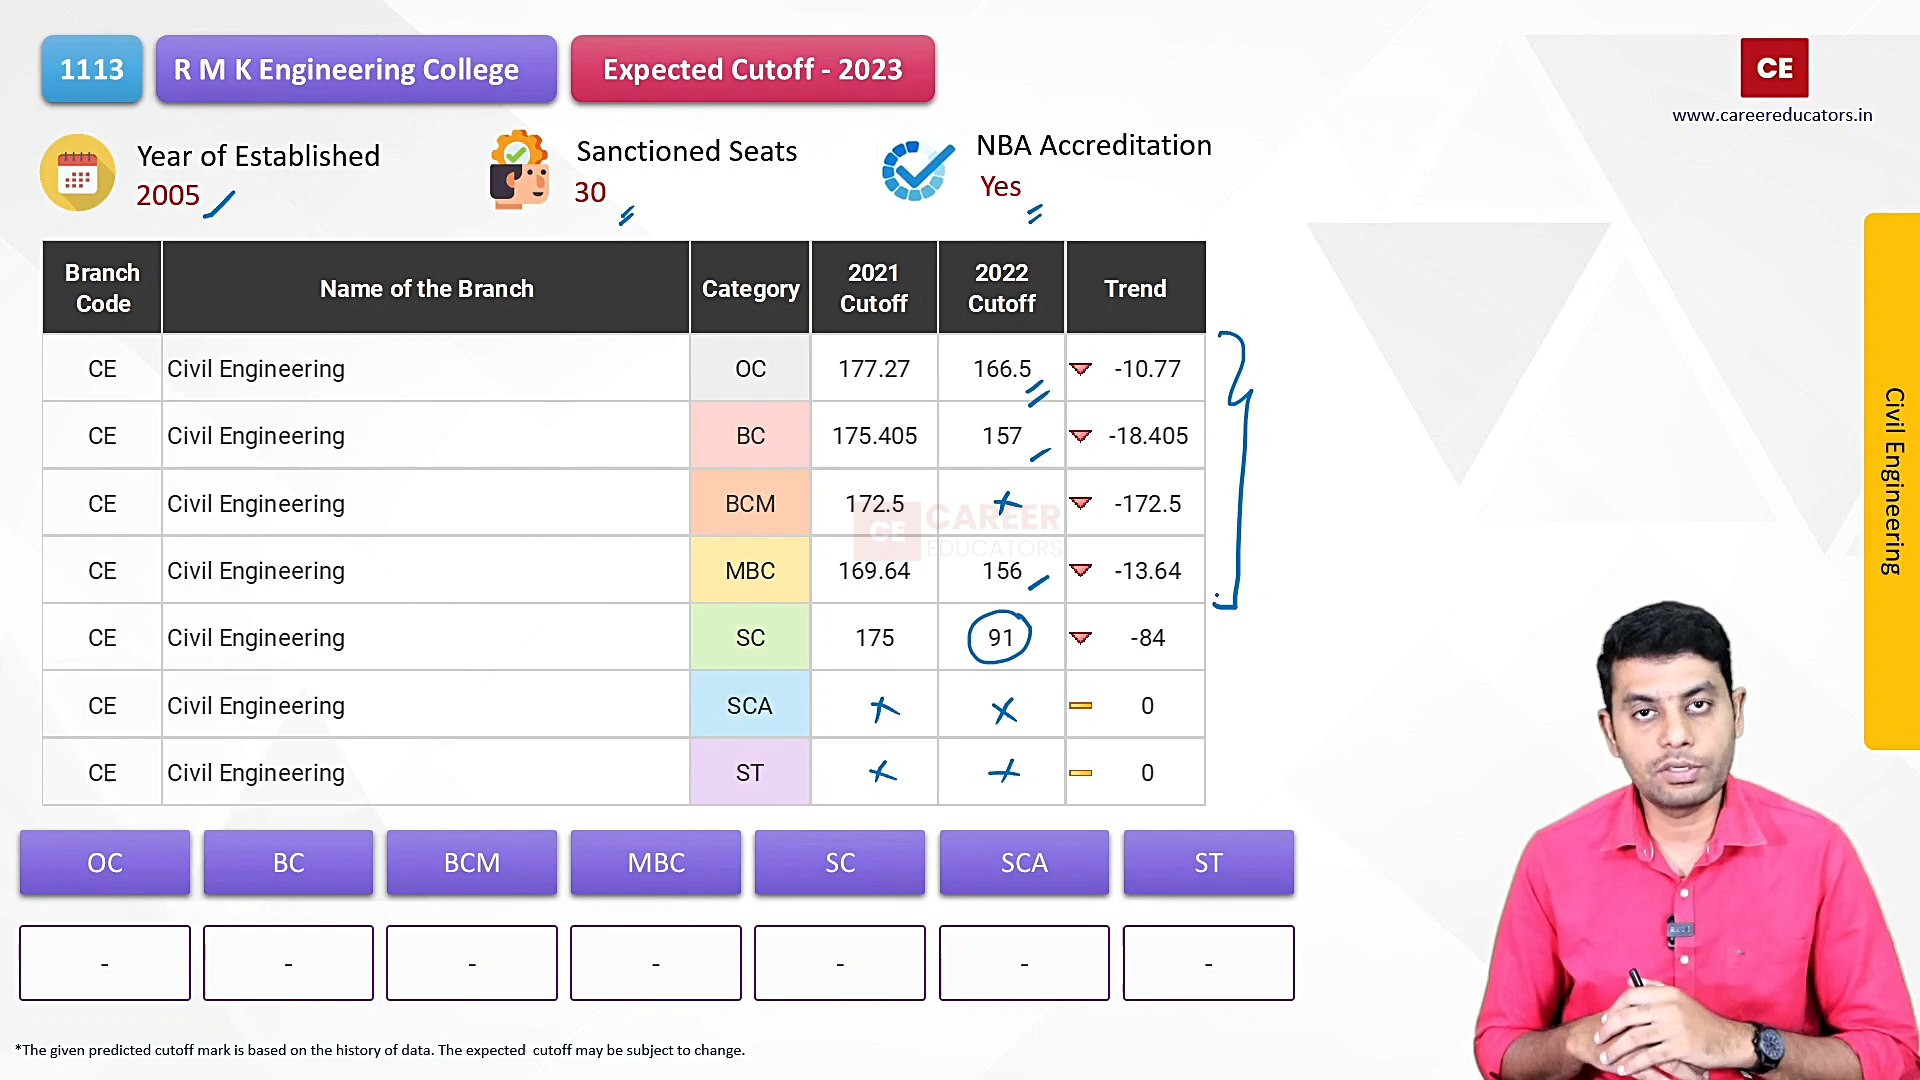 1113
R M K Engineering College
Expected Cutoff - 2023
CE
www.careereducators.in
Year of Established
2005
Sanctioned Seats
30
NBA Accreditation
Yes
Branch Code Name of the Branch Category 2021 Cutoff 2022 Cutoff Trend
CE Civil Engineering OC 177.27 166.5 -10.77
CE Civil Engineering BC 175.405 157 -18.405
CE Civil Engineering BCM 172.5 -172.5
CE CAREER EDUCATORS
CE Civil Engineering MBC 169.64 156 -13.64
CE Civil Engineering SC 175 91 -84
CE Civil Engineering SCA 0
CE Civil Engineering ST 0
Civil Engineering
OC BC BCM MBC SC SCA ST
- - - - - - -
*The given predicted cutoff mark is based on the history of data. The expected cutoff may be subject to change.